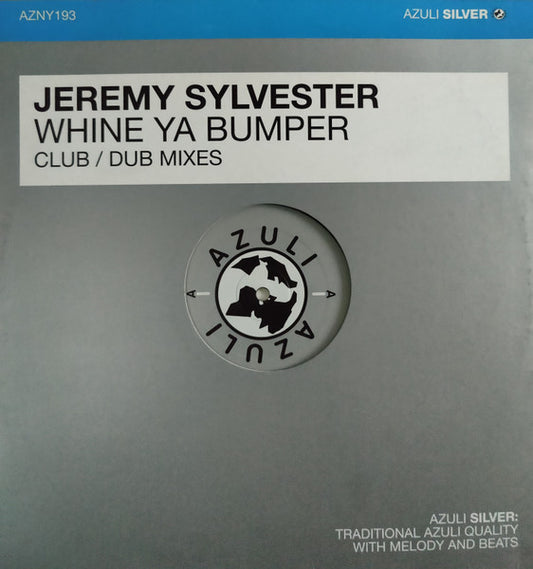 AZNY193
AZULI SILVER
JEREMY SYLVESTER
WHINE YA BUMPER
CLUB / DUB MIXES
AZULI
A
A
AZULI
AZULI SILVER:
TRADITIONAL AZULI QUALITY
WITH MELODY AND BEATS